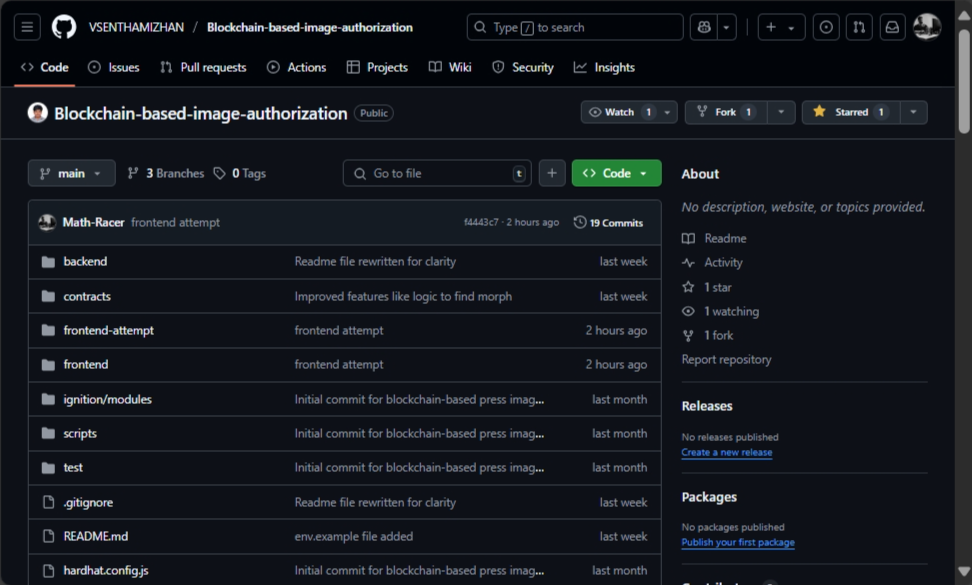 VSENTHAMIZHAN / Blockchain-based-image-authorization
Type / to search
Code Issues Pull requests Actions Projects Wiki Security Insights
Blockchain-based-image-authorization Public
Watch 1 Fork 1 Starred 1
main 3 Branches 0 Tags Go to file t + Code
Math-Racer frontend attempt f4443c7 · 2 hours ago 19 Commits
backend Readme file rewritten for clarity last week
contracts Improved features like logic to find morph last week
frontend-attempt frontend attempt 2 hours ago
frontend frontend attempt 2 hours ago
ignition/modules Initial commit for blockchain-based press imag... last month
scripts Initial commit for blockchain-based press imag... last month
test Initial commit for blockchain-based press imag... last month
.gitignore Readme file rewritten for clarity last week
README.md env.example file added last week
hardhat.config.js Initial commit for blockchain-based press imag... last month
About
No description, website, or topics provided.
Readme
Activity
1 star
1 watching
1 fork
Report repository
Releases
No releases published
Create a new release
Packages
No packages published
Publish your first package